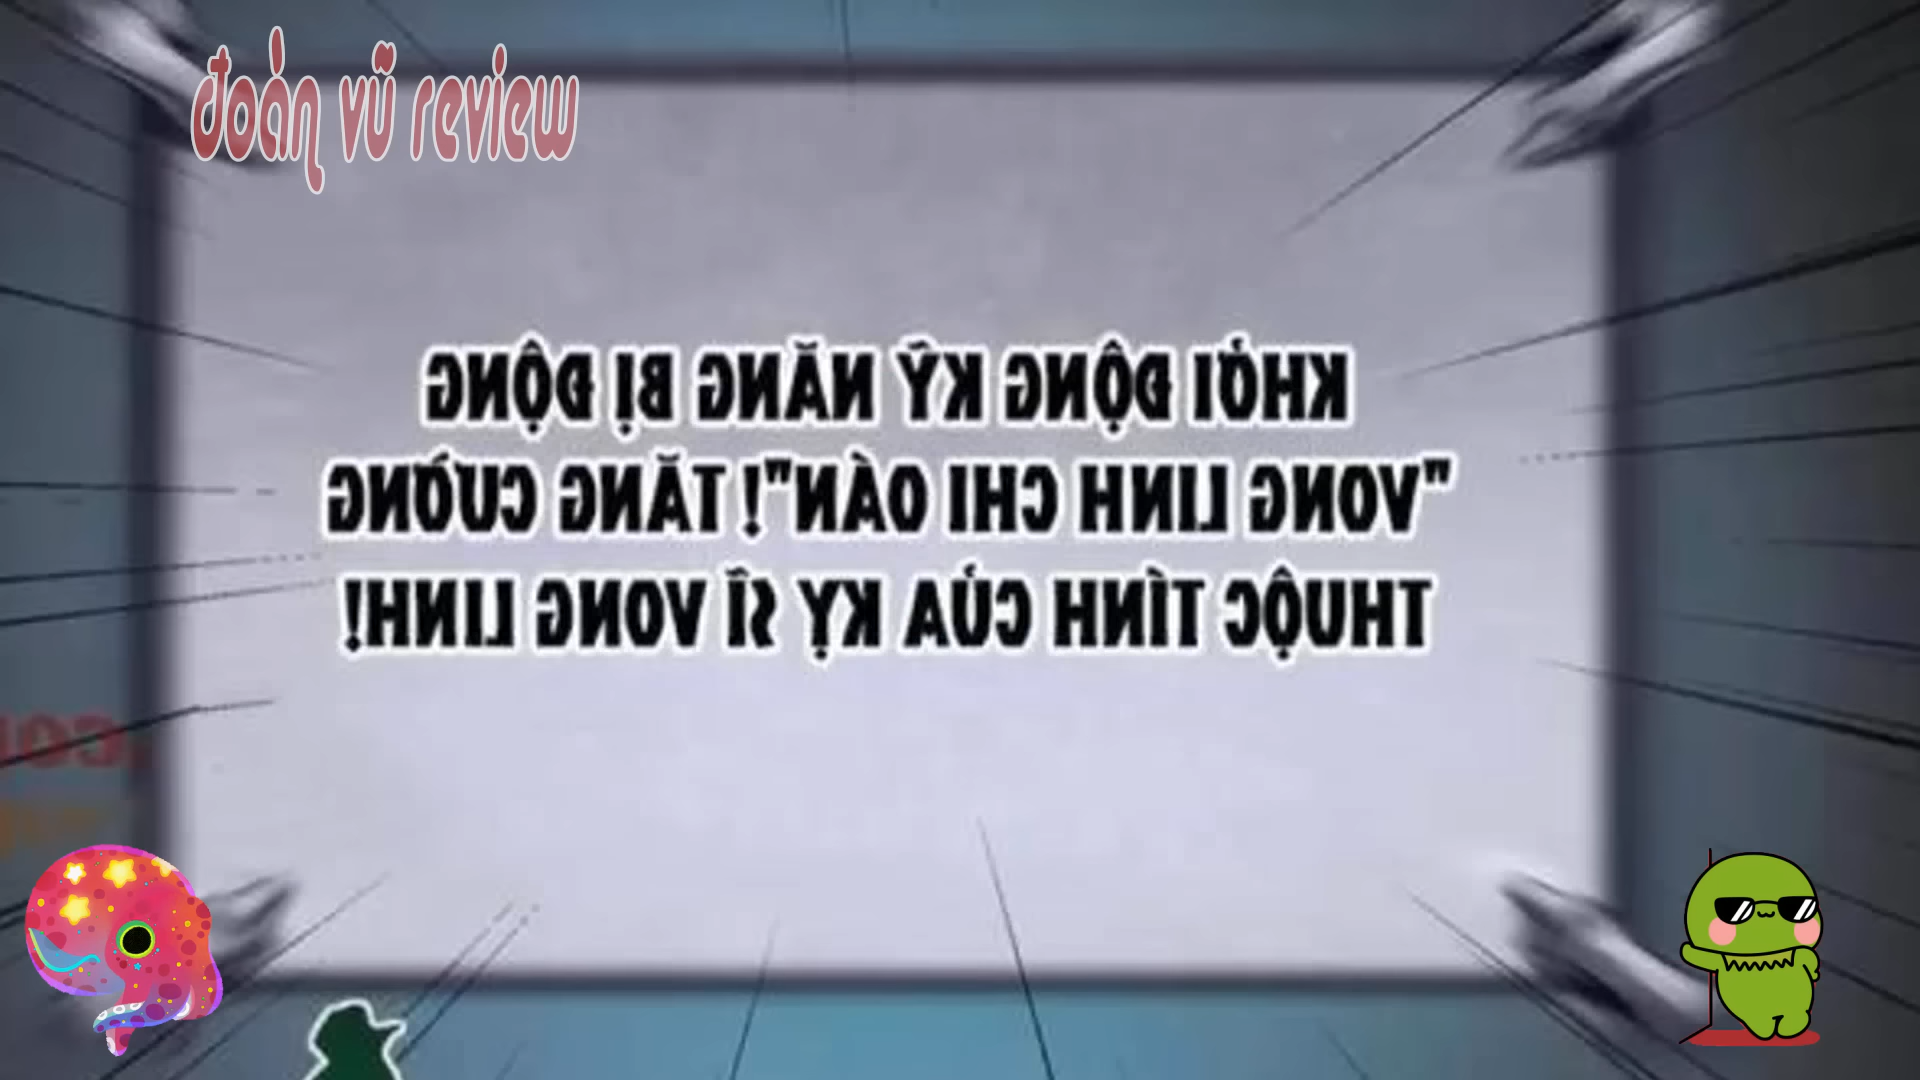 đoản vũ review
KHỞI ĐỘNG KỸ NĂNG BỊ ĐỘNG
"VONG LINH CHI OÁN"! TĂNG CƯỜNG
THUỘC TÍNH CỦA KỴ SĨ VONG LINH!